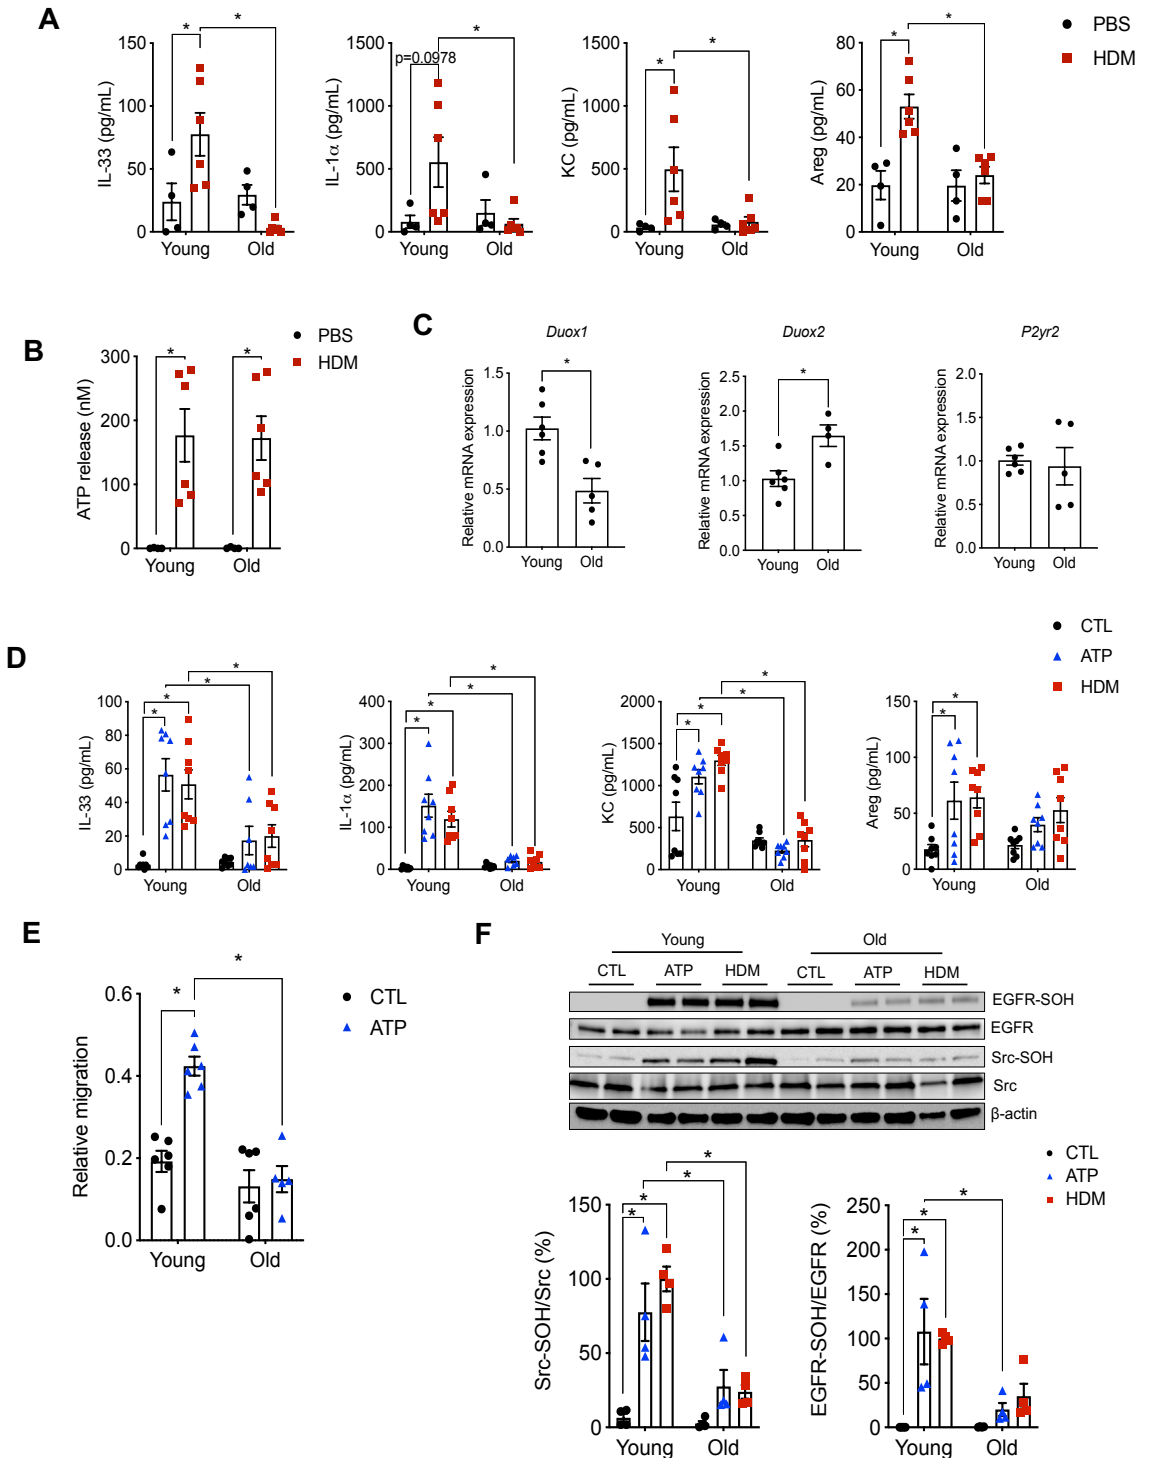 A
PBS
HDM
IL-33 (pg/mL)
150
100
50
0
*
*
Young
Old
IL-1α (pg/mL)
1500
1000
500
0
p=0.0978
*
Young
Old
KC (pg/mL)
1500
1000
500
0
*
*
Young
Old
Areg (pg/mL)
80
60
40
20
0
*
*
Young
Old
B
PBS
HDM
ATP release (nM)
300
200
100
0
*
*
Young
Old
C
Duox1
Relative mRNA expression
1.5
1.0
0.5
0.0
*
Young
Old
Duox2
Relative mRNA expression
2.5
2.0
1.5
1.0
0.5
0.0
*
Young
Old
P2yr2
Relative mRNA expression
2.0
1.5
1.0
0.5
0.0
Young
Old
D
CTL
ATP
HDM
IL-33 (pg/mL)
100
80
60
40
20
0
*
*
*
*
Young
Old
IL-1α (pg/mL)
400
300
200
100
0
*
*
*
*
Young
Old
KC (pg/mL)
2000
1500
1000
500
0
*
*
*
*
Young
Old
Areg (pg/mL)
150
100
50
0
*
*
Young
Old
E
CTL
ATP
Relative migration
0.6
0.4
0.2
0.0
*
*
Young
Old
F
Young
Old
CTL
ATP
HDM
CTL
ATP
HDM
EGFR-SOH
EGFR
Src-SOH
Src
β-actin
CTL
ATP
HDM
Src-SOH/Src (%)
150
100
50
0
*
*
*
*
Young
Old
EGFR-SOH/EGFR (%)
250
200
150
100
50
0
*
*
*
Young
Old